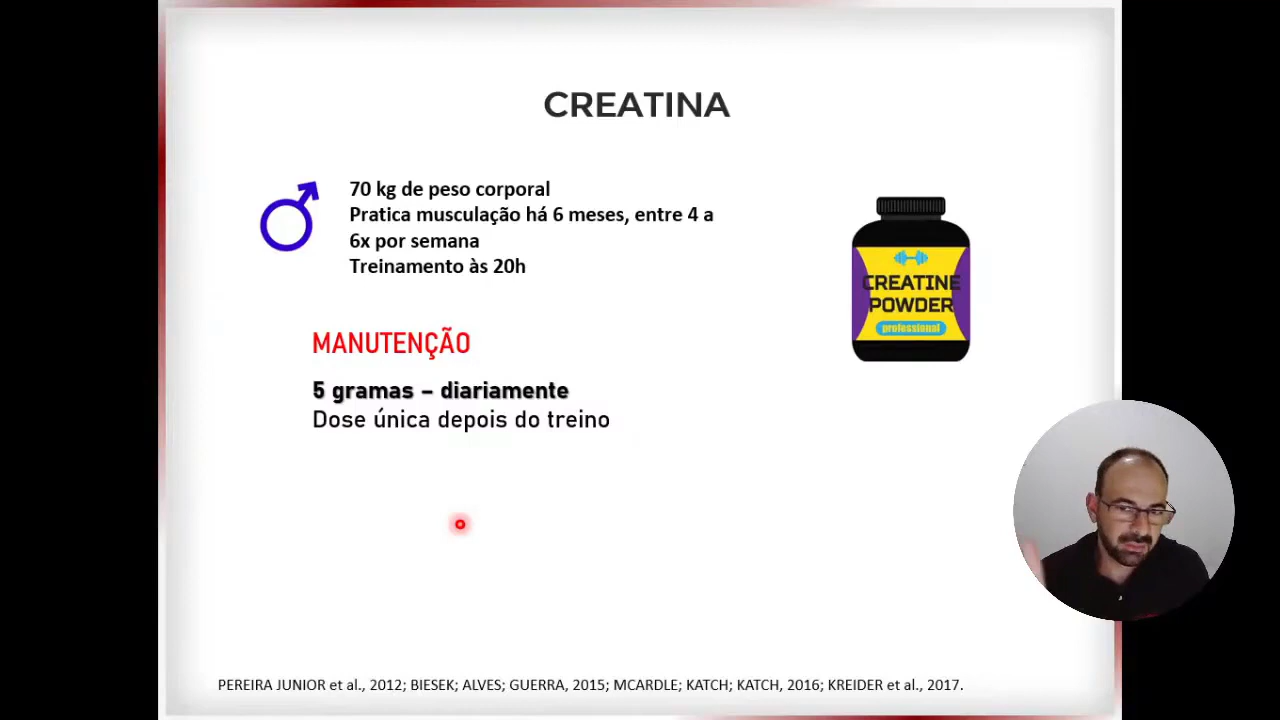 CREATINA
70 kg de peso corporal
Pratica musculação há 6 meses, entre 4 a
6x por semana
Treinamento às 20h
CREATINE
POWDER
professional
MANUTENÇÃO
5 gramas – diariamente
Dose única depois do treino
PEREIRA JUNIOR et al., 2012; BIESEK; ALVES; GUERRA, 2015; MCARDLE; KATCH; KATCH, 2016; KREIDER et al., 2017.